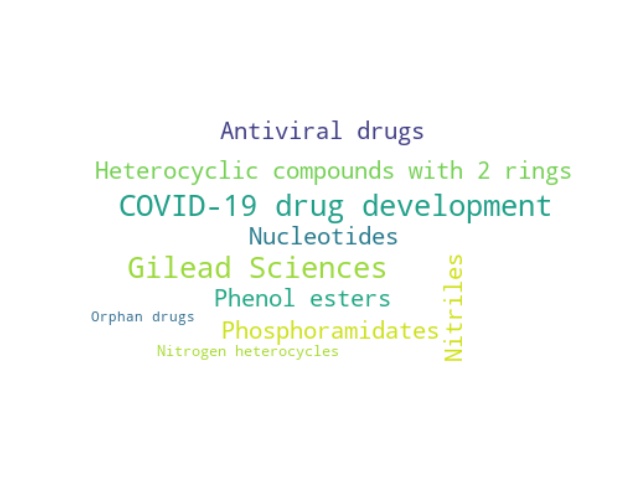 Antiviral drugs
Heterocyclic compounds with 2 rings
COVID-19 drug development
Nucleotides
Gilead Sciences
Phenol esters
Orphan drugs
Phosphoramidates
Nitriles
Nitrogen heterocycles